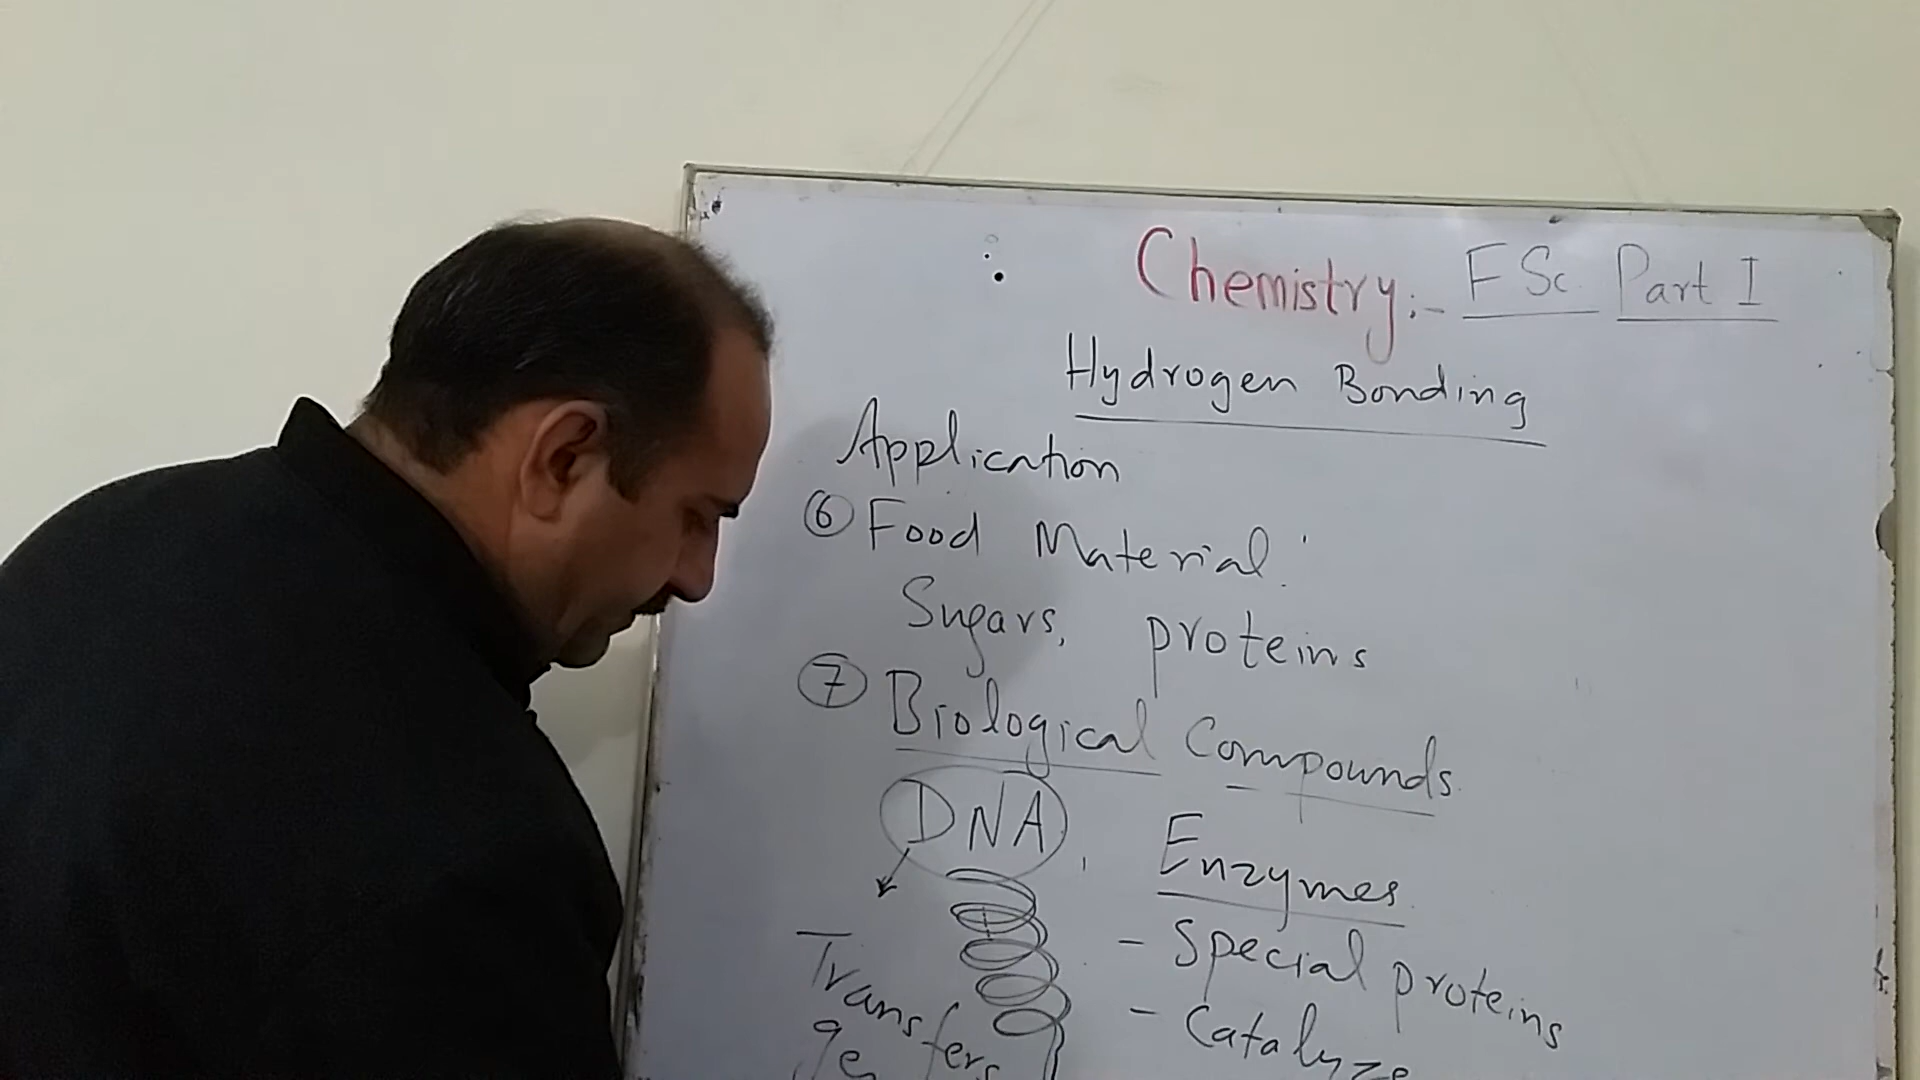 Chemistry:- FSc Part I
Hydrogen Bonding
Application
⑥ Food Material:
Sugars, proteins
⑦ Biological Compounds
DNA, Enzymes
- Special proteins
Transfers
- Catalyze